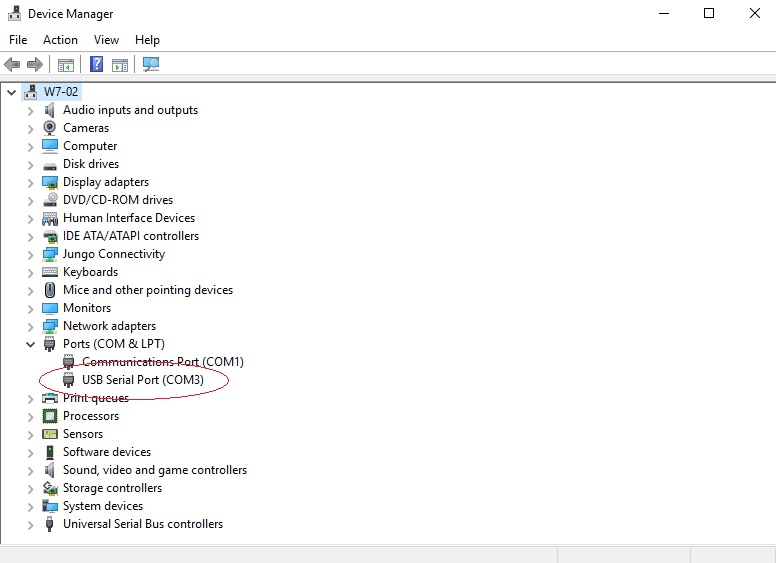 Device Manager
File Action View Help
W7-02
Audio inputs and outputs
Cameras
Computer
Disk drives
Display adapters
DVD/CD-ROM drives
Human Interface Devices
IDE ATA/ATAPI controllers
Jungo Connectivity
Keyboards
Mice and other pointing devices
Monitors
Network adapters
Ports (COM & LPT)
Communications Port (COM1)
USB Serial Port (COM3)
Print queues
Processors
Sensors
Software devices
Sound, video and game controllers
Storage controllers
System devices
Universal Serial Bus controllers